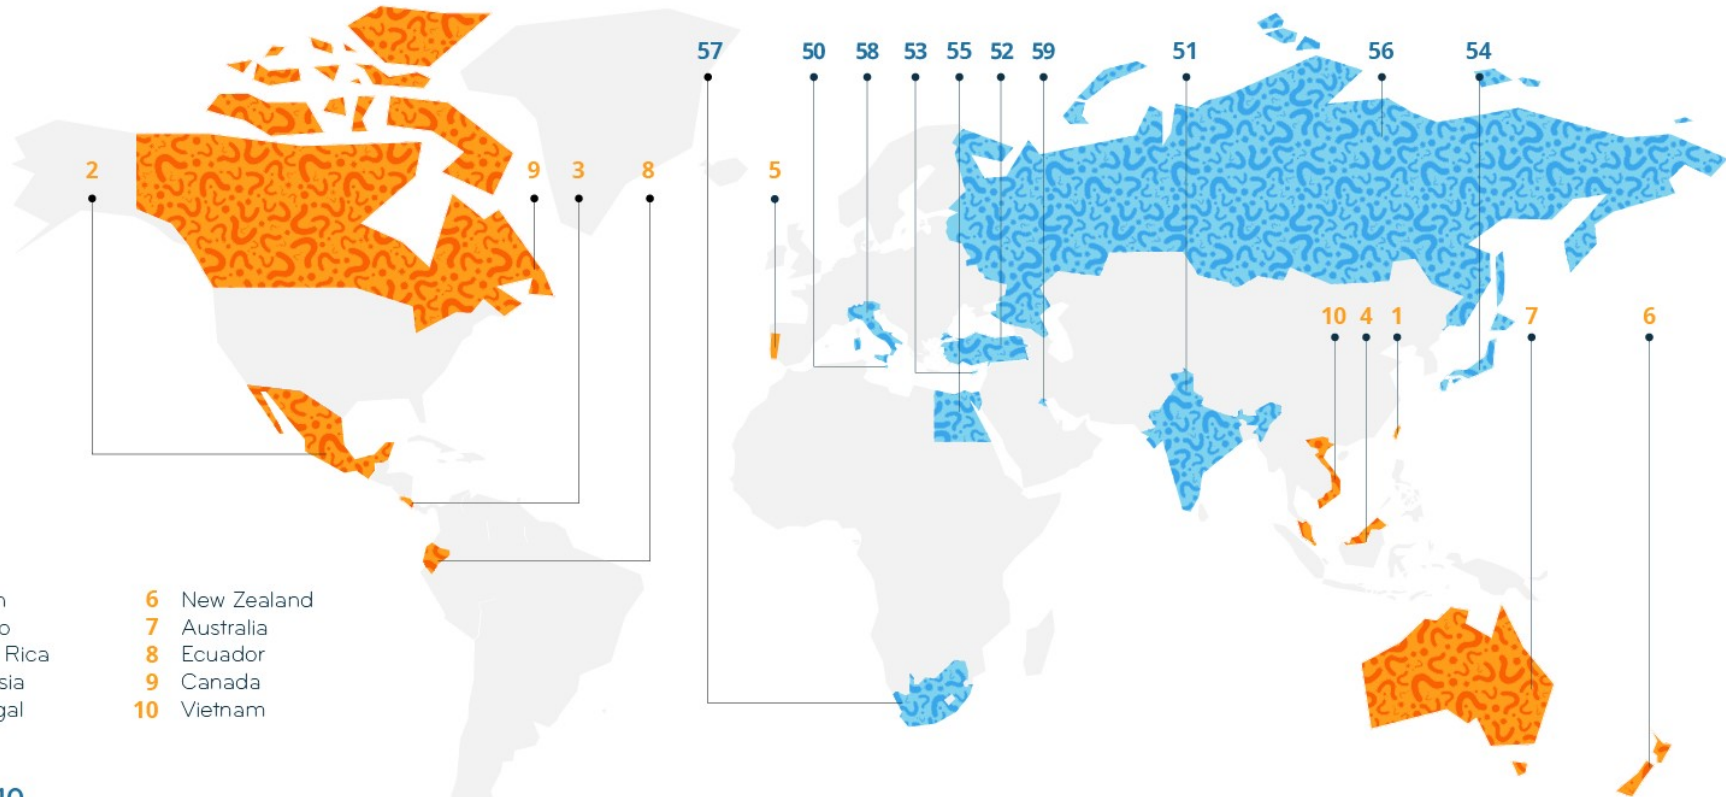 57 50 58 53 55 52 59 51 56 54
2 9 3 8 5
10 4 1 7 6
6 New Zealand
Rica 7 Australia
8 Ecuador
9 Canada
10 Vietnam